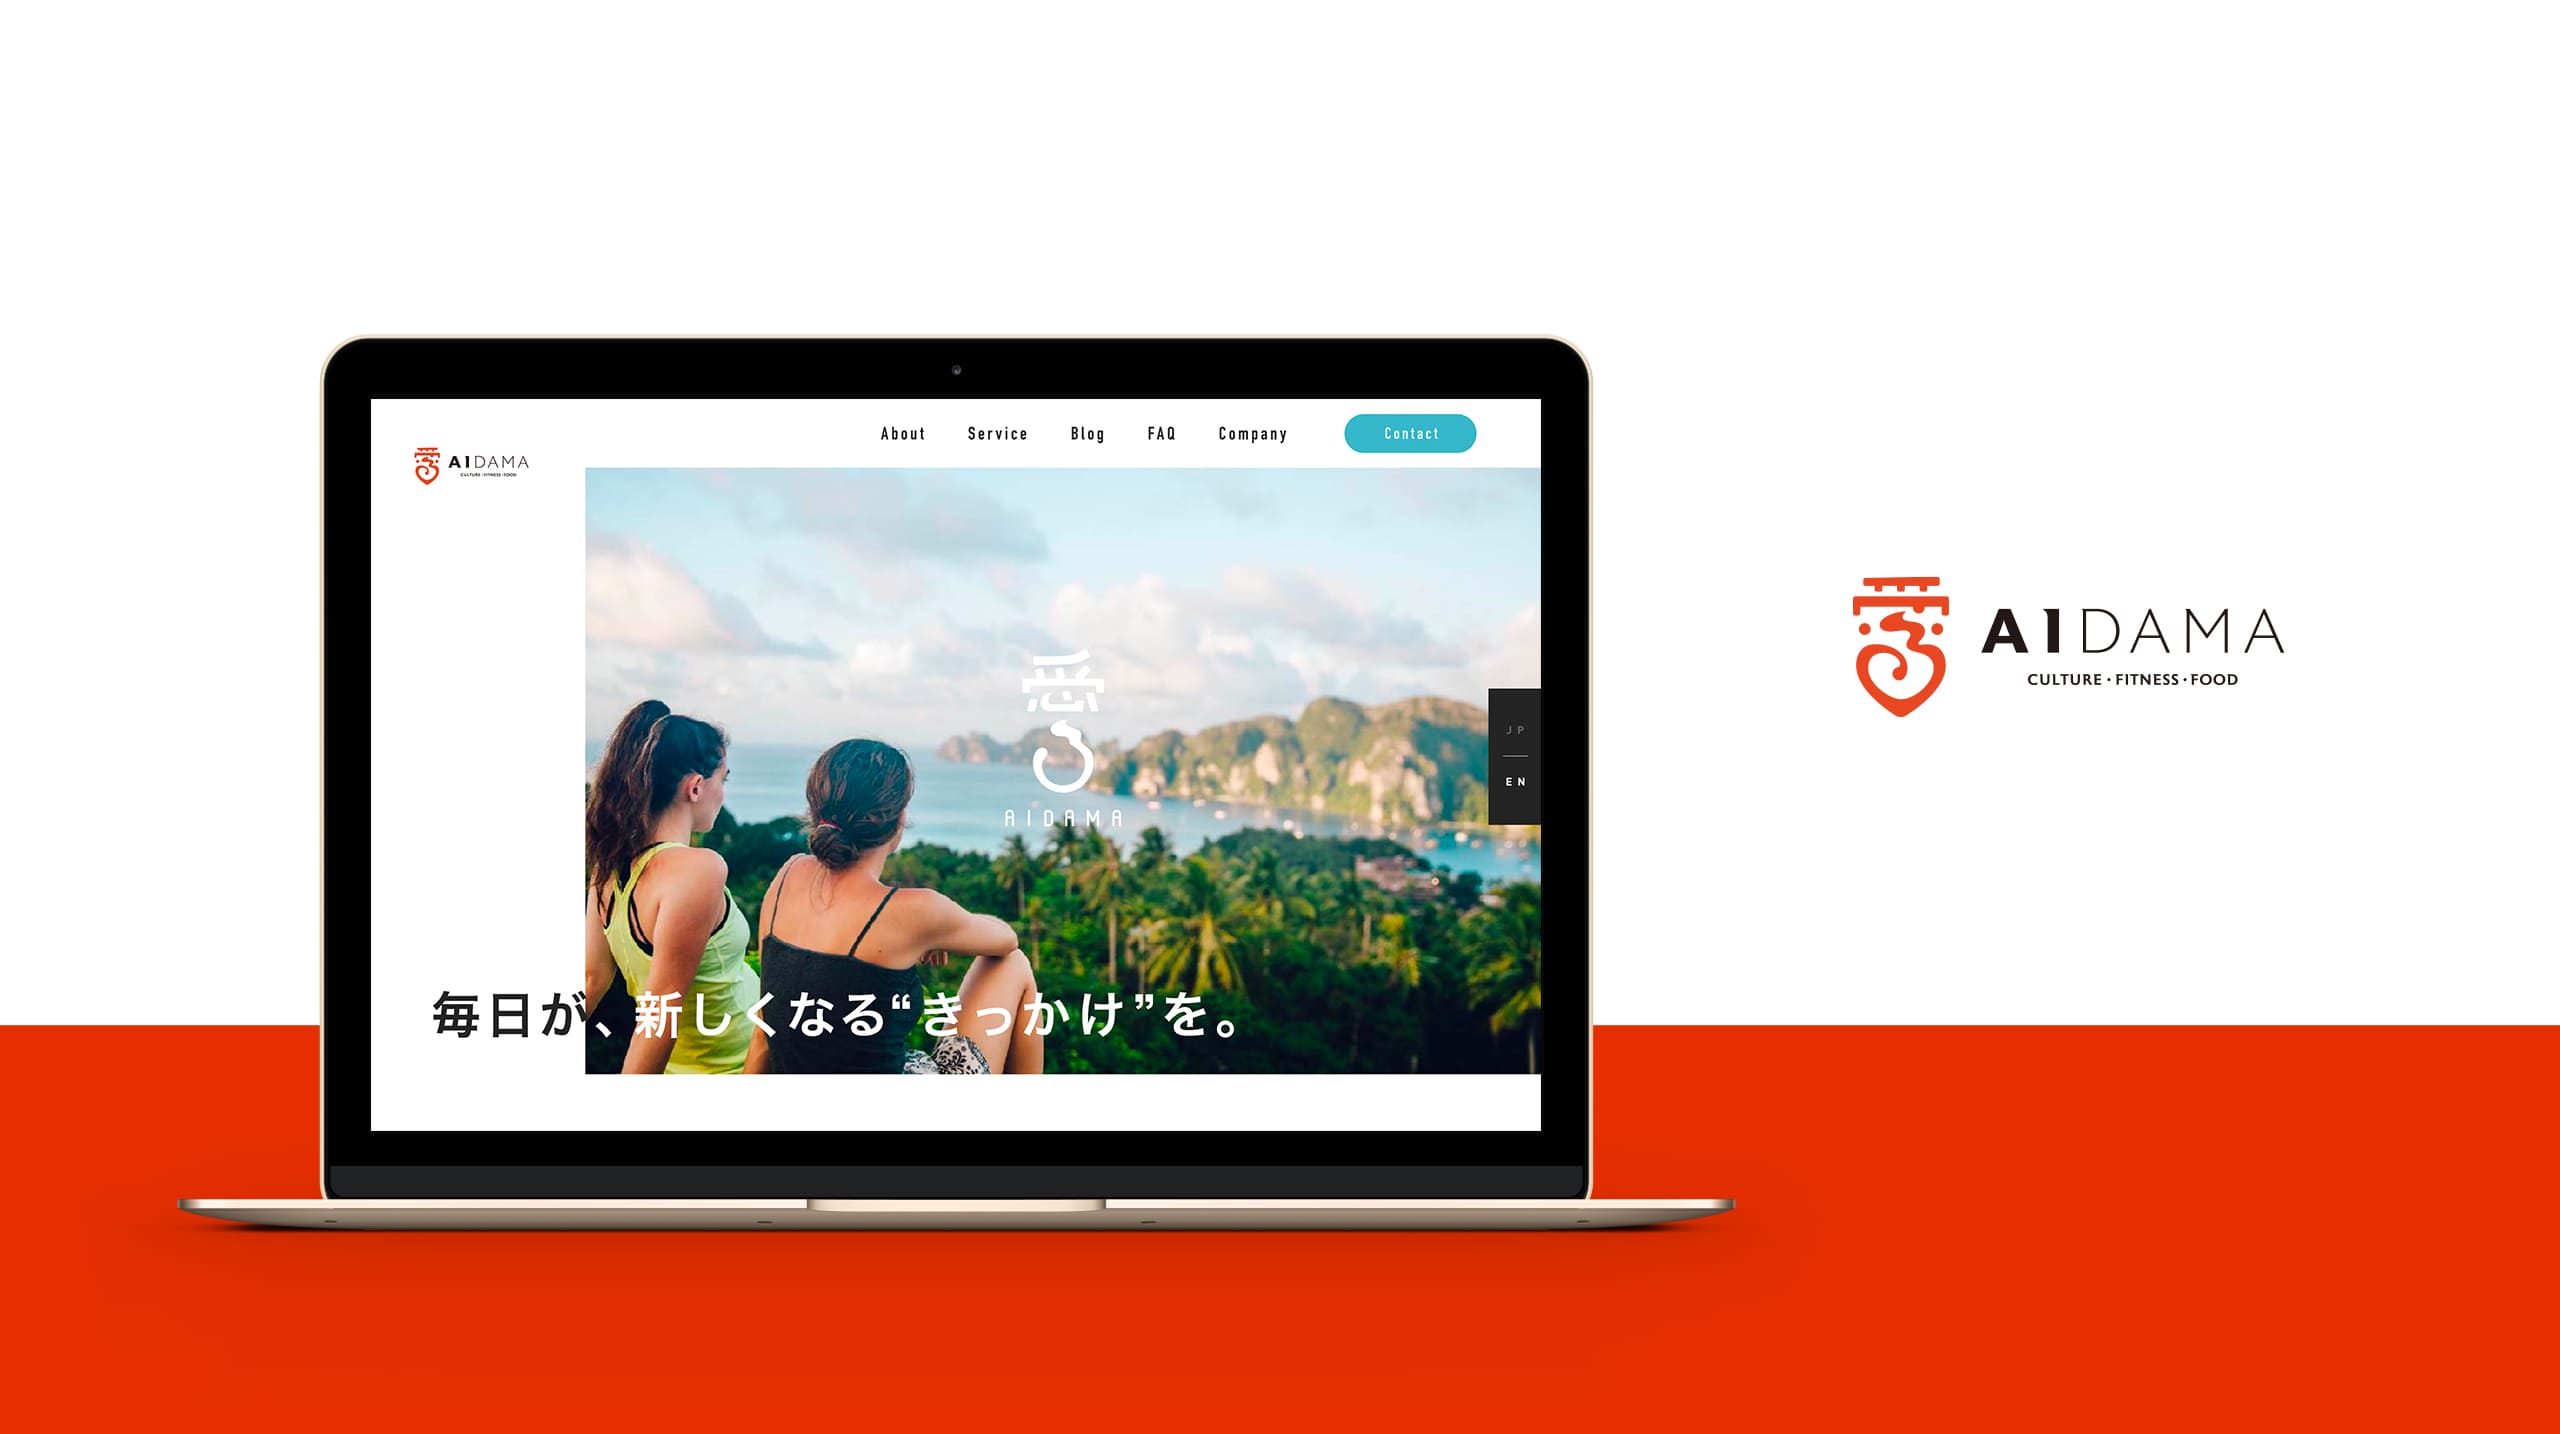 About Service Blog FAQ Company Contact
AIDAMA
CULTURE・FITNESS・FOOD
AIDAMA
JP
EN
毎日が、新しくなる“きっかけ”を。
AIDAMA
CULTURE・FITNESS・FOOD